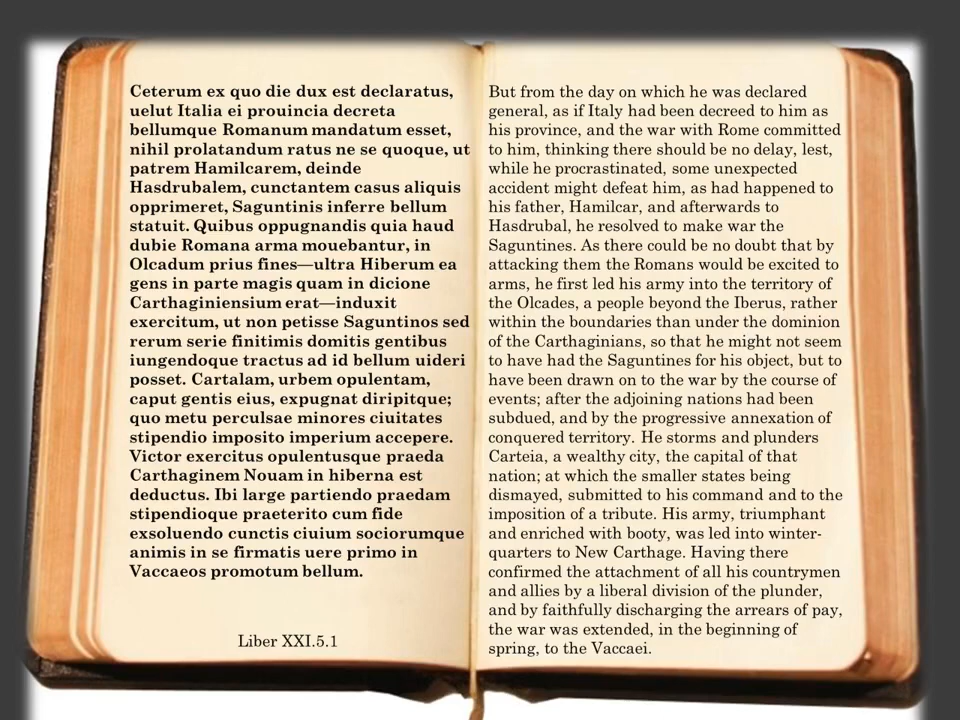 Ceterum ex quo die dux est declaratus,
uelut Italia ei prouincia decreta
bellumque Romanum mandatum esset,
nihil prolatandum ratus ne se quoque, ut
patrem Hamilcarem, deinde
Hasdrubalem, cunctantem casus aliquis
opprimeret, Saguntinis inferre bellum
statuit. Quibus oppugnandis quia haud
dubie Romana arma mouebantur, in
Olcadum prius fines—ultra Hiberum ea
gens in parte magis quam in dicione
Carthaginiensium erat—induxit
exercitum, ut non petisse Saguntinos sed
rerum serie finitimis domitis gentibus
iungendoque tractus ad id bellum uideri
posset. Cartalam, urbem opulentam,
caput gentis eius, expugnat diripitque;
quo metu perculsae minores ciuitates
stipendio imposito imperium accepere.
Victor exercitus opulentusque praeda
Carthaginem Nouam in hiberna est
deductus. Ibi large partiendo praedam
stipendioque praeterito cum fide
exsoluendo cunctis ciuium sociorumque
animis in se firmatis uere primo in
Vaccaeos promotum bellum.
Liber XXI.5.1
But from the day on which he was declared
general, as if Italy had been decreed to him as
his province, and the war with Rome committed
to him, thinking there should be no delay, lest,
while he procrastinated, some unexpected
accident might defeat him, as had happened to
his father, Hamilcar, and afterwards to
Hasdrubal, he resolved to make war the
Saguntines. As there could be no doubt that by
attacking them the Romans would be excited to
arms, he first led his army into the territory of
the Olcades, a people beyond the Iberus, rather
within the boundaries than under the dominion
of the Carthaginians, so that he might not seem
to have had the Saguntines for his object, but to
have been drawn on to the war by the course of
events; after the adjoining nations had been
subdued, and by the progressive annexation of
conquered territory. He storms and plunders
Carteia, a wealthy city, the capital of that
nation; at which the smaller states being
dismayed, submitted to his command and to the
imposition of a tribute. His army, triumphant
and enriched with booty, was led into winter-
quarters to New Carthage. Having there
confirmed the attachment of all his countrymen
and allies by a liberal division of the plunder,
and by faithfully discharging the arrears of pay,
the war was extended, in the beginning of
spring, to the Vaccaei.